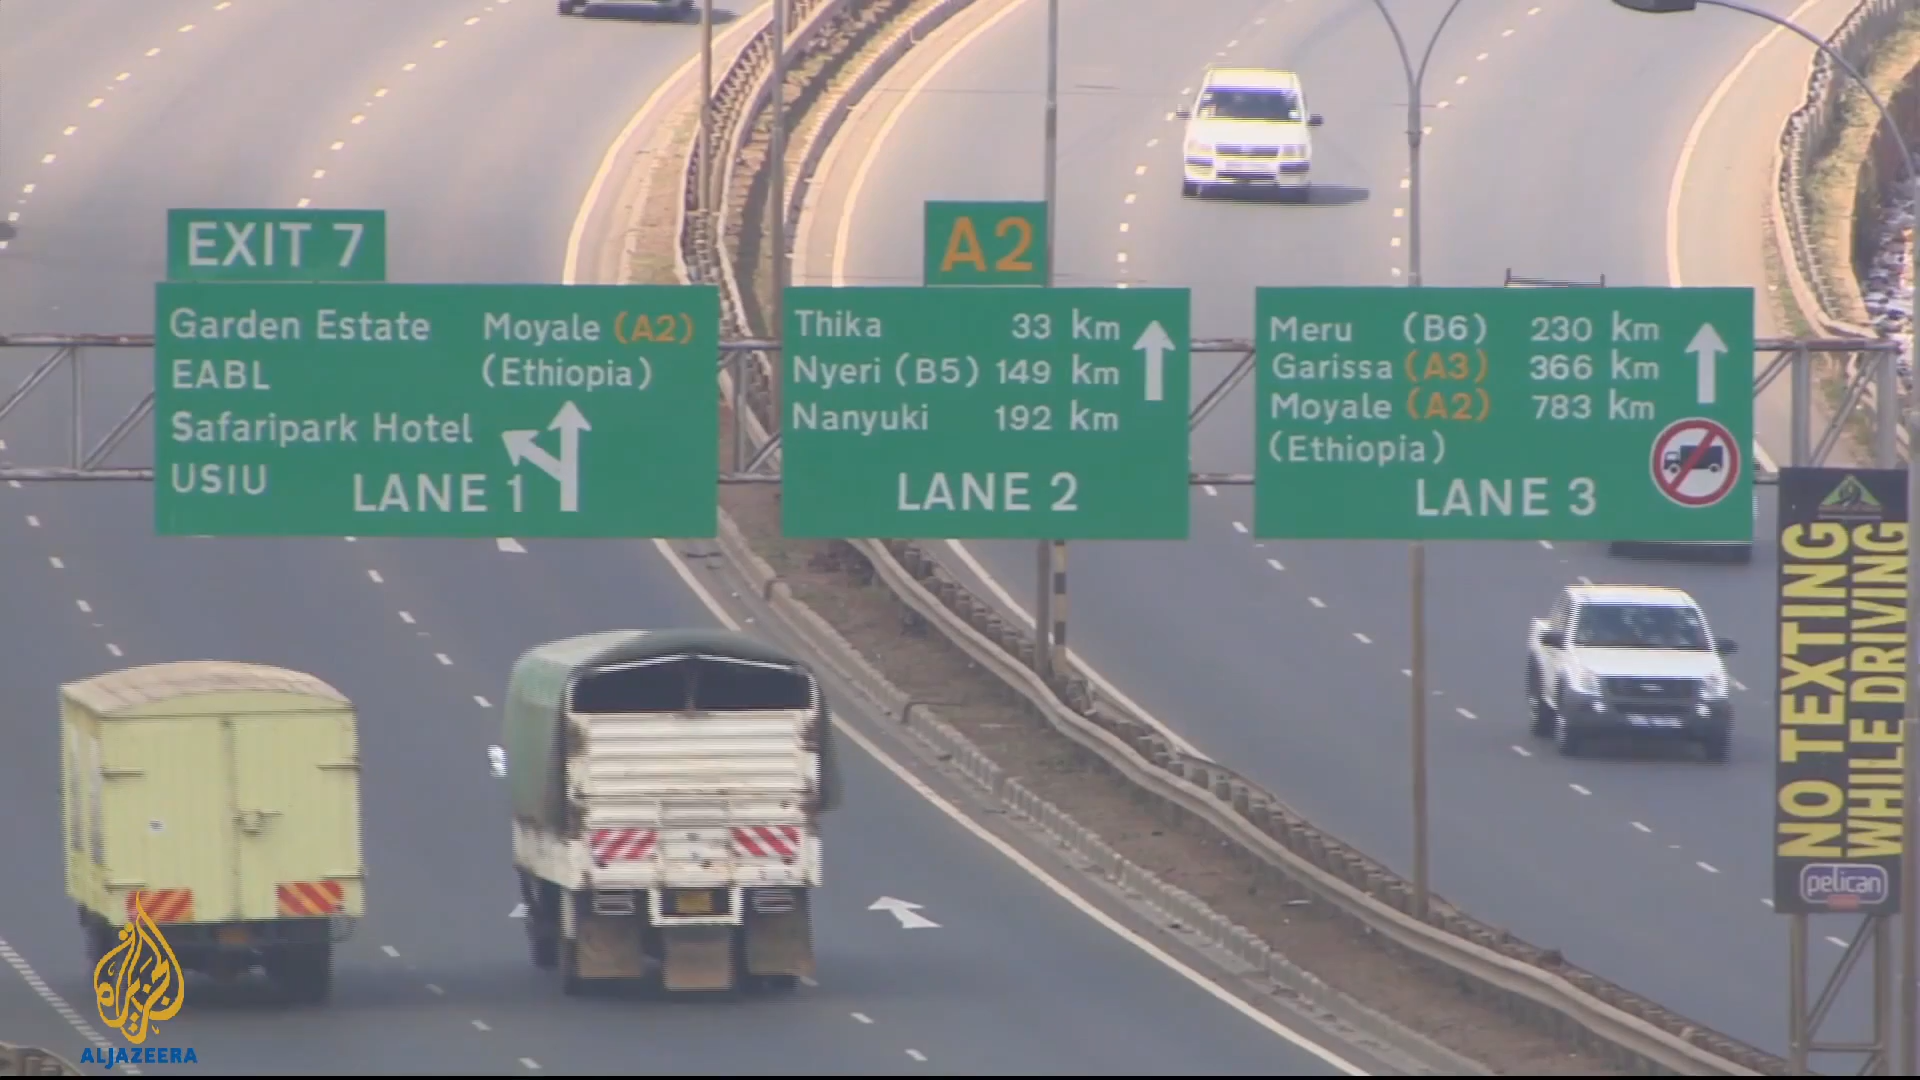 EXIT 7
Garden Estate Moyale (A2)
EABL (Ethiopia)
Safaripark Hotel
USIU
LANE 1
A2
Thika 33 km
Nyeri (B5) 149 km
Nanyuki 192 km
LANE 2
Meru (B6) 230 km
Garissa (A3) 366 km
Moyale (A2) 783 km
(Ethiopia)
LANE 3
NO TEXTING
WHILE DRIVING
pelican
ALJAZEERA